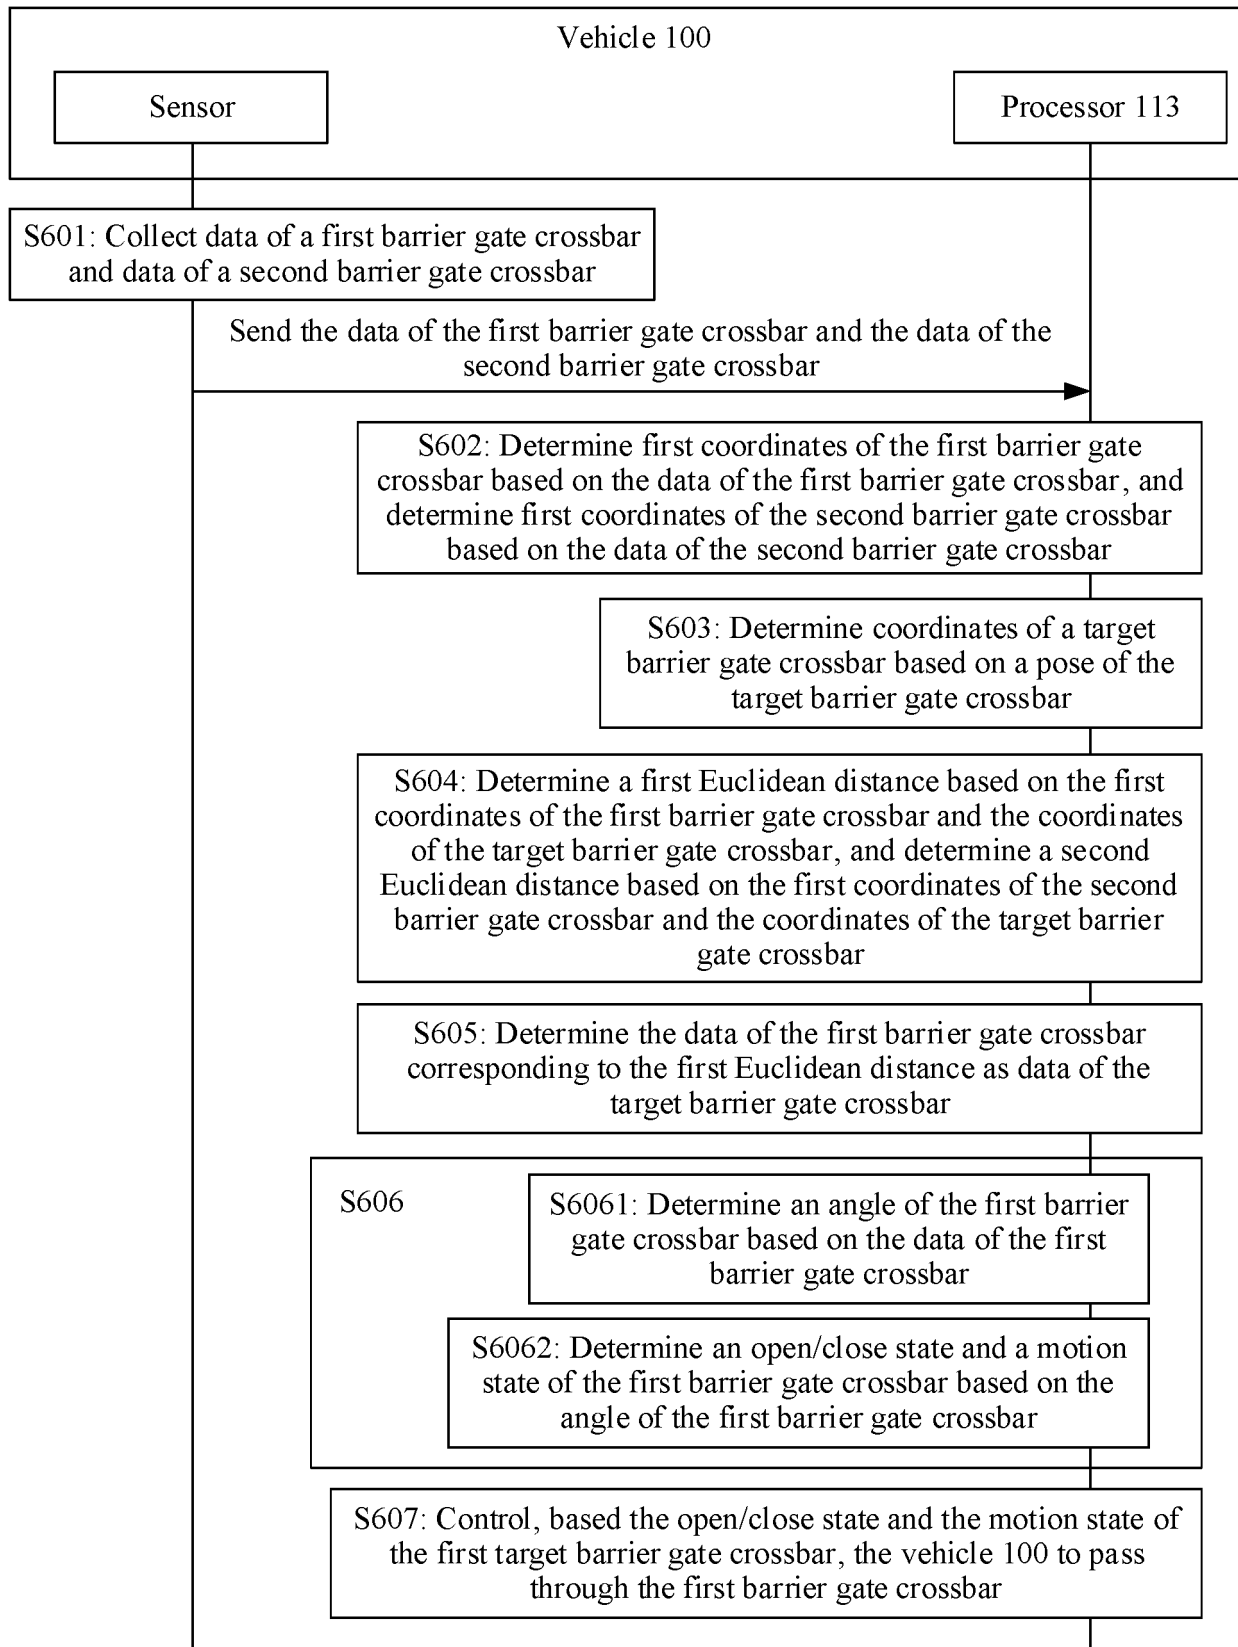 Vehicle 100
Sensor
Processor 113
S601: Collect data of a first barrier gate crossbar
and data of a second barrier gate crossbar
Send the data of the first barrier gate crossbar and the data of the
second barrier gate crossbar
S602: Determine first coordinates of the first barrier gate
crossbar based on the data of the first barrier gate crossbar, and
determine first coordinates of the second barrier gate crossbar
based on the data of the second barrier gate crossbar
S603: Determine coordinates of a target
barrier gate crossbar based on a pose of the
target barrier gate crossbar
S604: Determine a first Euclidean distance based on the first
coordinates of the first barrier gate crossbar and the coordinates
of the target barrier gate crossbar, and determine a second
Euclidean distance based on the first coordinates of the second
barrier gate crossbar and the coordinates of the target barrier
gate crossbar
S605: Determine the data of the first barrier gate crossbar
corresponding to the first Euclidean distance as data of the
target barrier gate crossbar
S606
S6061: Determine an angle of the first barrier
gate crossbar based on the data of the first
barrier gate crossbar
S6062: Determine an open/close state and a motion
state of the first barrier gate crossbar based on the
angle of the first barrier gate crossbar
S607: Control, based the open/close state and the motion state of
the first target barrier gate crossbar, the vehicle 100 to pass
through the first barrier gate crossbar